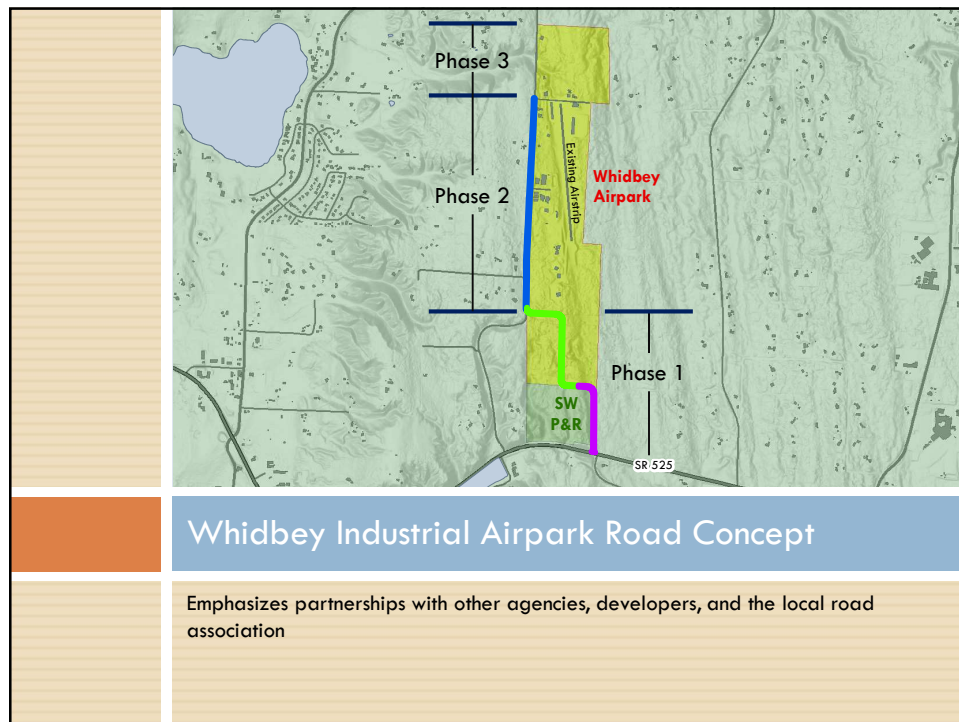 Phase 3
Phase 2
Existing Airstrip
Whidbey
Airpark
Phase 1
SW
P&R
SR 525
Whidbey Industrial Airpark Road Concept
Emphasizes partnerships with other agencies, developers, and the local road
association